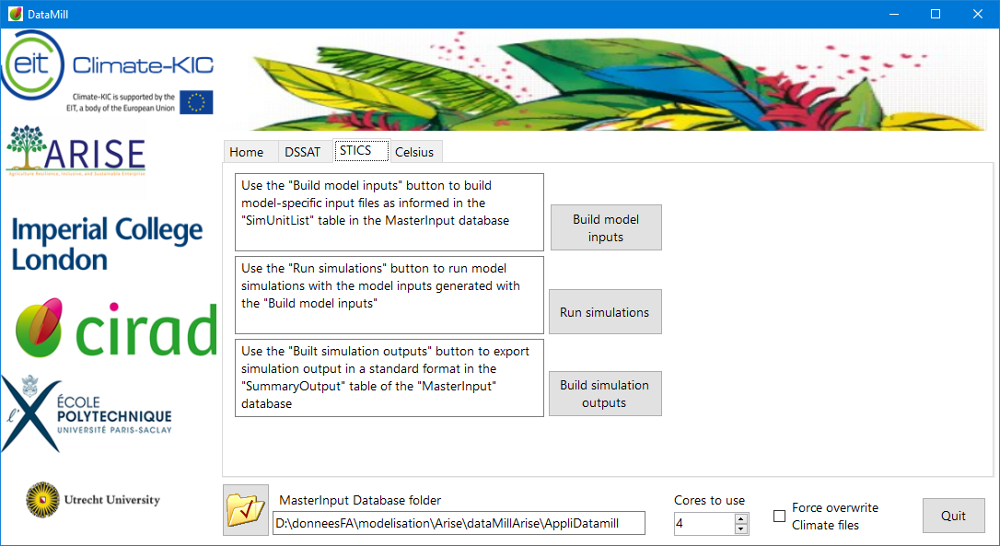 DataMill
eit Climate-KIC
Climate-KIC is supported by the
EIT, a body of the European Union
ARISE
Agriculture Resilience, Inclusive, and Sustainable Enterprise
Imperial College
London
cirad
ÉCOLE
POLYTECHNIQUE
UNIVERSITÉ PARIS-SACLAY
Utrecht University
Home DSSAT STICS Celsius
Use the "Build model inputs" button to build
model-specific input files as informed in the
"SimUnitList" table in the MasterInput database
Build model
inputs
Use the "Run simulations" button to run model
simulations with the model inputs generated with
the "Build model inputs"
Run simulations
Use the "Built simulation outputs" button to export
simulation output in a standard format in the
"SummaryOutput" table of the "MasterInput"
database
Build simulation
outputs
MasterInput Database folder
D:\donneesFA\modelisation\Arise\dataMillArise\AppliDatamill
Cores to use
4
Force overwrite
Climate files
Quit